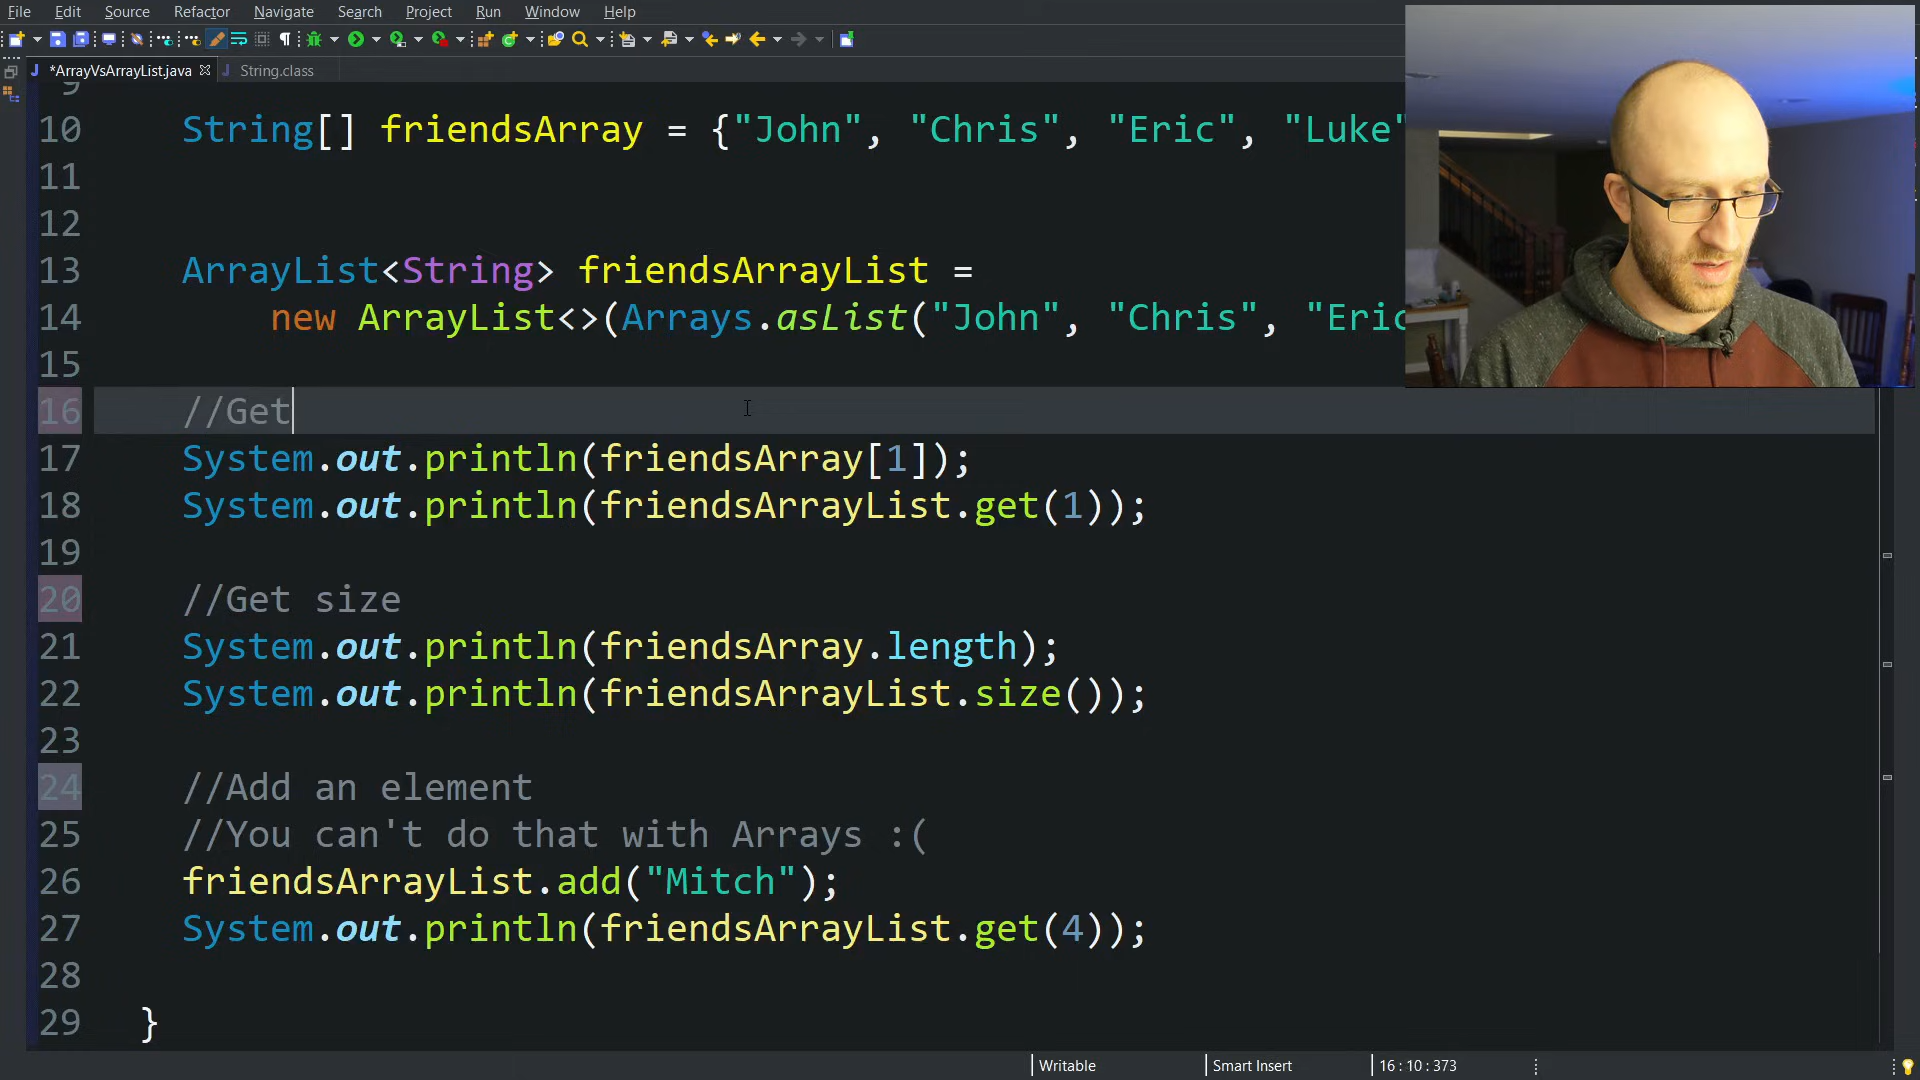 File Edit Source Refactor Navigate Search Project Run Window Help
*ArrayVsArrayList.java String.class
9
10 String[] friendsArray = {"John", "Chris", "Eric", "Luke"
11
12
13 ArrayList<String> friendsArrayList =
14 new ArrayList<>(Arrays.asList("John", "Chris", "Eric
15
16 //Get
17 System.out.println(friendsArray[1]);
18 System.out.println(friendsArrayList.get(1));
19
20 //Get size
21 System.out.println(friendsArray.length);
22 System.out.println(friendsArrayList.size());
23
24 //Add an element
25 //You can't do that with Arrays :(
26 friendsArrayList.add("Mitch");
27 System.out.println(friendsArrayList.get(4));
28
29 }
Writable Smart Insert 16 : 10 : 373